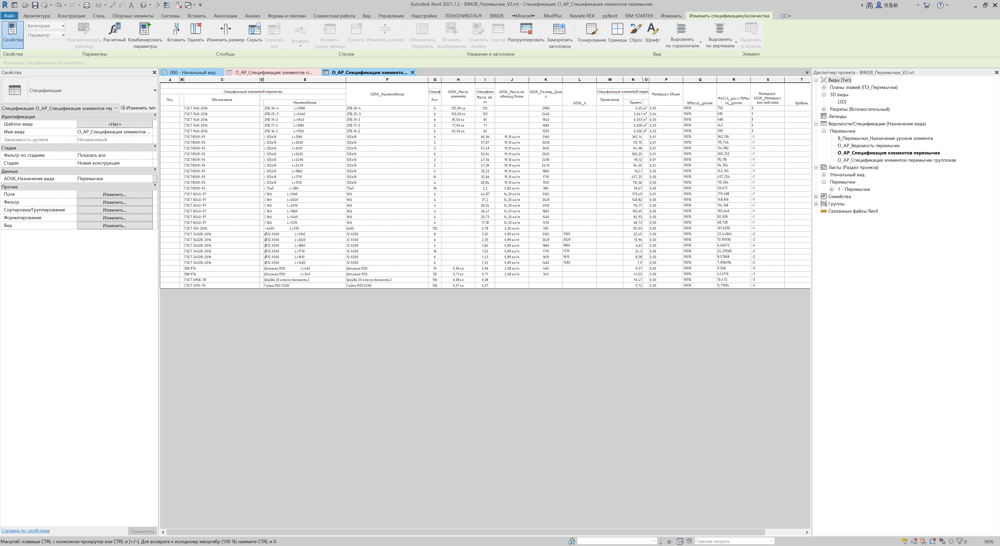 Autodesk Revit 2021.1.2 - BIM2B_Перемычки_V2.rvt - Спецификация: О_АР_Спецификация элементов перемычек
Файл Архитектура Конструкция Сталь Сборные элементы Системы Вставить Аннотации Анализ Формы и генплан Совместная работа Вид Управление Надстройки ТЕХНОНИКОЛЬ® BIM2B ◄Miracad► ModPlus Naviate REX pyRevit BIM-STARTER Изменить Изменить спецификацию/количества
Категория:
Параметр:
Свойства Форматировать единицу Расчетный Комбинировать параметры Вставить Удалить Изменить размер Скрыть Показать все Вставить Вставить строку данных Удалить Изменить размер Объединить Разделить Вставить изображение Очистить ячейку Группа Разгруппировать Заморозить заголовок Тонирование Границы Сброс Шрифт Выровнять по горизонтали Выровнять по вертикали Выделить в модели
Свойства Параметры Столбцы Строки Названия и заголовки Вид Элемент
Изменить спецификацию/количества
Свойства
Спецификация
Спецификация: О_АР_Спецификация элементов пер Изменить тип
Идентификация
Шаблон вида <Нет>
Имя вида О_АР_Спецификация элементов ...
Зависимость уровня Независимый
Стадии
Фильтр по стадиям Показать все
Стадия Новая конструкция
Данные
ADSK_Назначение вида Перемычки
Прочее
Поля Изменить...
Фильтр Изменить...
Сортировка/Группирование Изменить...
Форматирование Изменить...
Вид Изменить...
Справка по свойствам Применить
000 - Начальный вид О_АР_Спецификация элементов п... О_АР_Спецификация элементо...
A B C D E F G H I J K L M N O P Q R S T
Спецификация элементов перемычек ADSK_Наименование Специф ADSK_Масса элемента Специфика ADSK_Масса на единицу длины ADSK_Размер_Длина ADSK_A Спецификация элементов перем Материал: Объем %Масса_уголок МАССА_расч./%Масса_уголок Материал: ADSK_Материал тип подсчета Уровень
Поз. Обозначение Наименование Кол. Масса ед. кг Примечание Примеч.
ГОСТ 948-2016 2ПБ 30-4 L=2980 2ПБ 30-4 6 125,00 кг 125 2980 0,05 м³ 0,05 100% 750 3
ГОСТ 948-2016 2ПБ 25-3 L=2460 2ПБ 25-3 6 103,00 кг 103 2460 0,041 м³ 0,04 100% 618 3
ГОСТ 948-2016 2ПБ 19-3 L=1940 2ПБ 19-3 6 81,00 кг 81 1940 0,033 м³ 0,03 100% 486 3
ГОСТ 948-2016 2ПБ 17-2 L=1680 2ПБ 17-2 2 71,00 кг 71 1680 0,028 м³ 0,03 100% 142 3
ГОСТ 948-2016 2ПБ 16-2 L=1550 2ПБ 16-2 6 65,00 кг 65 1550 0,026 м³ 0,03 100% 390 3
ГОСТ8509-93 ∟125x10 L=3160 125x10 6 60,36 19,10 кг/м 3160 362,14 0,01 100% 362,136 -1
ГОСТ8509-93 ∟125x10 L=3030 125x10 2 57,87 19,10 кг/м 3030 115,75 0,01 100% 115,746 -1
ГОСТ8509-93 ∟125x10 L=3010 125x10 2 57,49 19,10 кг/м 3010 114,98 0,01 100% 114,982 -1
ГОСТ8509-93 ∟125x10 L=2620 125x10 6 50,04 19,10 кг/м 2620 300,25 0,01 100% 300,252 -1
ГОСТ8509-93 ∟125x10 L=2490 125x10 2 47,56 19,10 кг/м 2490 95,12 0,01 100% 95,118 -1
ГОСТ8509-93 ∟125x10 L=2470 125x10 2 47,18 19,10 кг/м 2470 94,35 0,01 100% 94,354 -1
ГОСТ8509-93 ∟125x10 L=1860 125x10 4 35,53 19,10 кг/м 1860 142,1 0,00 100% 142,104 -1
ГОСТ8509-93 ∟125x10 L=1710 125x10 14 32,66 19,10 кг/м 1710 457,25 0,00 100% 457,254 -1
ГОСТ8509-93 ∟125x10 L=1510 125x10 4 28,84 19,10 кг/м 1510 115,36 0,00 100% 115,364 -1
ГОСТ8509-93 ∟75x5 L=380 75x5 18 2,2 5,80 кг/м 380 39,67 0,00 100% 39,672 -1
ГОСТ 8240-97 [16У L=3160 16У 4 44,87 14,20 кг/м 3160 179,49 0,01 100% 179,488 -1
ГОСТ 8240-97 [16У L=2620 16У 4 37,2 14,20 кг/м 2620 148,82 0,00 100% 148,816 -1
ГОСТ 8240-97 [16У L=2010 16У 4 28,54 14,20 кг/м 2010 114,17 0,00 100% 114,168 -1
ГОСТ 8240-97 [16У L=1860 16У 4 26,41 14,20 кг/м 1860 105,65 0,00 100% 105,648 -1
ГОСТ 8240-97 [16У L=1460 16У 4 20,73 14,20 кг/м 1460 82,93 0,00 100% 82,928 -1
ГОСТ 8240-97 [16У L=1210 16У 4 17,18 14,20 кг/м 1210 68,73 0,00 100% 68,728 -1
ГОСТ 103-2006 —6x50 L=330 6x50 130 0,78 2,36 кг/м 330 101,03 0,00 100% 101,0295 -1
ГОСТ 34028-2016 Ø12 А500 L=3160 12 А500 8 2,81 0,89 кг/м 3160 3160 22,45 0,00 100% 22,44864 -2
ГОСТ 34028-2016 Ø12 А500 L=2620 12 А500 6 2,33 0,89 кг/м 2620 2620 13,96 0,00 100% 13,95936 -2
ГОСТ 34028-2016 Ø12 А500 L=1860 12 А500 4 1,65 0,89 кг/м 1860 1860 6,61 0,00 100% 6,60672 -2
ГОСТ 34028-2016 Ø12 А500 L=1710 12 А500 16 1,52 0,89 кг/м 1710 1710 24,3 0,00 100% 24,29568 -2
ГОСТ 34028-2016 Ø12 А500 L=1610 12 А500 6 1,43 0,89 кг/м 1610 1610 8,58 0,00 100% 8,57808 -2
ГОСТ 34028-2016 Ø12 А500 L=1482 12 А500 6 1,32 0,89 кг/м 1482 1482 7,9 0,00 100% 7,896096 -2
DIN 976 Шпилька М20 L=460 Шпилька М20 10 0,96 кг 0,96 2,08 кг/м 460 9,57 0,00 100% 9,568 -3
DIN 976 Шпилька М20 L=340 Шпилька М20 58 0,71 кг 0,71 2,08 кг/м 340 41,02 0,00 100% 41,0176 -3
ГОСТ 6958-78 Шайба 20 класса точности С Шайба 20 класса точности С 136 0,08 кг 0,08 10,47 0,00 100% 10,472 -3
ГОСТ 5915-70 Гайка М20 (S30) Гайка М20 (S30) 136 0,07 кг 0,07 9,72 0,00 100% 9,71584 -3
Диспетчер проекта - BIM2B_Перемычки_V2.rvt
Виды (Тип)
Планы этажей (ПЭ_Перемычки)
3D виды
{3D}
Разрезы (Вспомогательный)
Легенды
Ведомости/Спецификации (Назначение вида)
Перемычки
В_Перемычки_Назначение уровня элемента
О_АР_Ведомость перемычек
О_АР_Спецификация элементов перемычек
О_АР_Спецификация элементов перемычек групповая
Листы (Раздел проекта)
!Начальный вид
Перемычки
1 - Перемычки
Семейства
Группы
Связанные файлы Revit
Масштаб: клавиша CTRL с колесиком прокрутки или CTRL и [+/-]. Для возврата к исходному масштабу (100 %) нажмите CTRL и 0. :0 Главная модель :0 90%